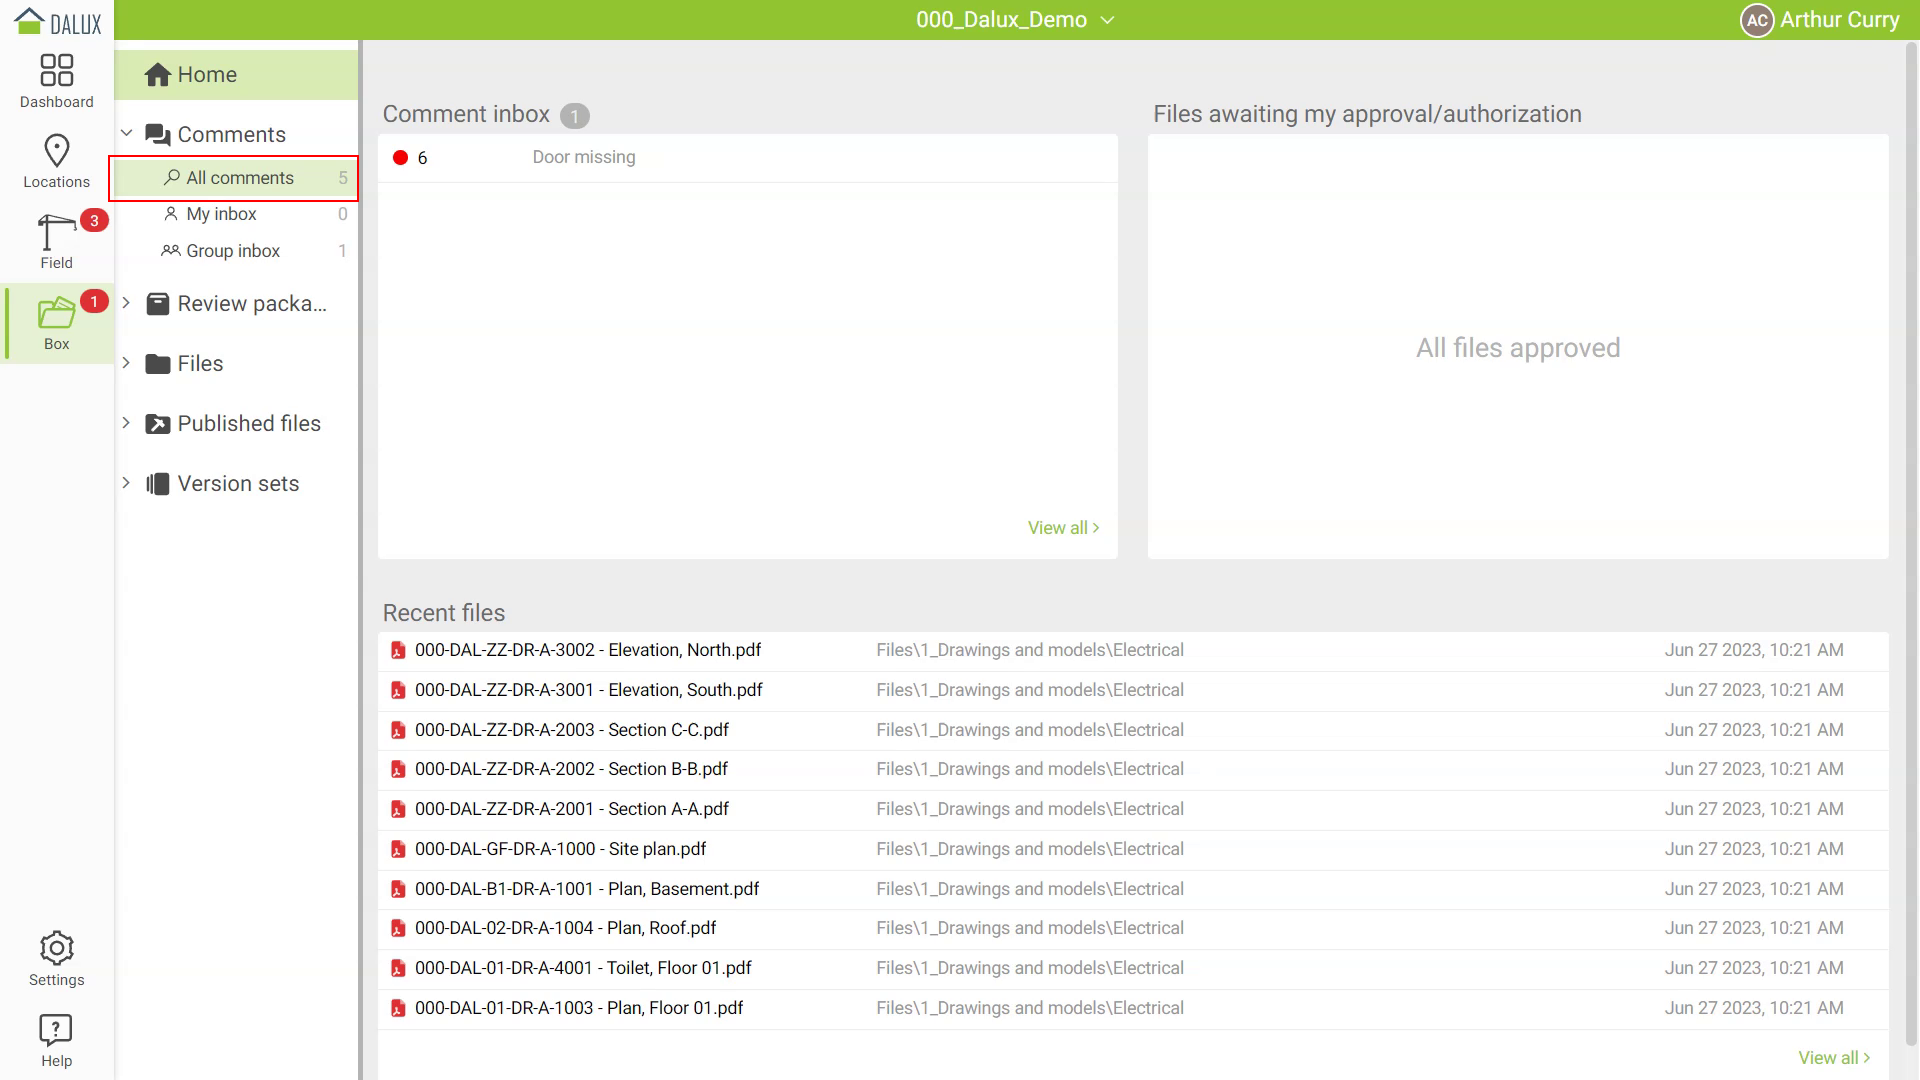 DALUX
000_Dalux_Demo
AC Arthur Curry
Dashboard
Locations
3
Field
1
Box
Settings
?
Help
Home
Comments
All comments 5
My inbox 0
Group inbox 1
Review packa...
Files
Published files
Version sets
Comment inbox 1
6 Door missing
View all >
Files awaiting my approval/authorization
All files approved
Recent files
000-DAL-ZZ-DR-A-3002 - Elevation, North.pdf Files\1_Drawings and models\Electrical Jun 27 2023, 10:21 AM
000-DAL-ZZ-DR-A-3001 - Elevation, South.pdf Files\1_Drawings and models\Electrical Jun 27 2023, 10:21 AM
000-DAL-ZZ-DR-A-2003 - Section C-C.pdf Files\1_Drawings and models\Electrical Jun 27 2023, 10:21 AM
000-DAL-ZZ-DR-A-2002 - Section B-B.pdf Files\1_Drawings and models\Electrical Jun 27 2023, 10:21 AM
000-DAL-ZZ-DR-A-2001 - Section A-A.pdf Files\1_Drawings and models\Electrical Jun 27 2023, 10:21 AM
000-DAL-GF-DR-A-1000 - Site plan.pdf Files\1_Drawings and models\Electrical Jun 27 2023, 10:21 AM
000-DAL-B1-DR-A-1001 - Plan, Basement.pdf Files\1_Drawings and models\Electrical Jun 27 2023, 10:21 AM
000-DAL-02-DR-A-1004 - Plan, Roof.pdf Files\1_Drawings and models\Electrical Jun 27 2023, 10:21 AM
000-DAL-01-DR-A-4001 - Toilet, Floor 01.pdf Files\1_Drawings and models\Electrical Jun 27 2023, 10:21 AM
000-DAL-01-DR-A-1003 - Plan, Floor 01.pdf Files\1_Drawings and models\Electrical Jun 27 2023, 10:21 AM
View all >